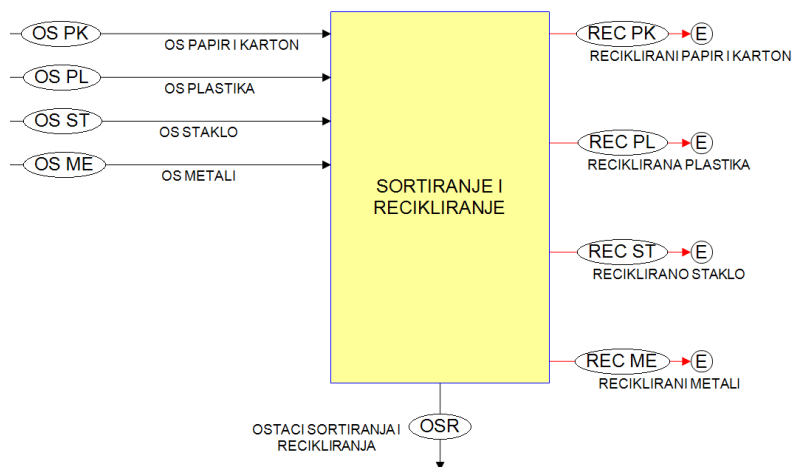 OS PK
OS PAPIR I KARTON
OS PL
OS PLASTIKA
OS ST
OS STAKLO
OS ME
OS METALI
SORTIRANJE I
RECIKLIRANJE
REC PK
E
RECIKLIRANI PAPIR I KARTON
REC PL
E
RECIKLIRANA PLASTIKA
REC ST
E
RECIKLIRANO STAKLO
REC ME
E
RECIKLIRANI METALI
OSTACI SORTIRANJA I
RECIKLIRANJA
OSR